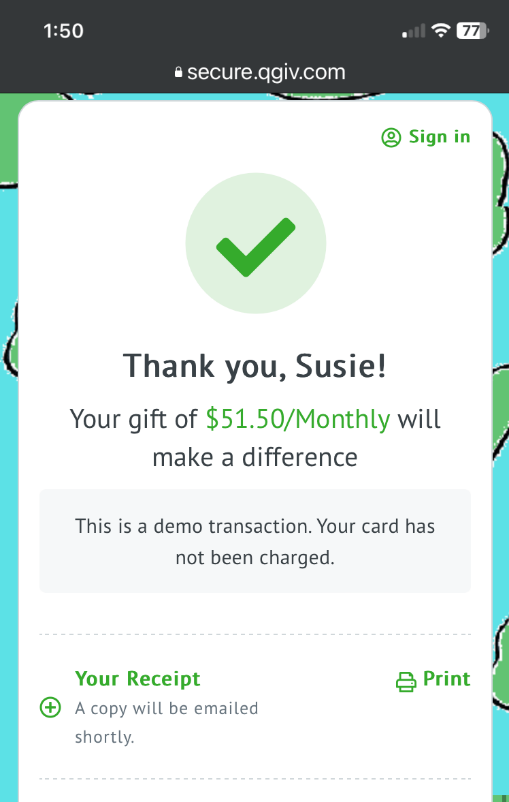 1:50
77
secure.qgiv.com
Sign in
Thank you, Susie!
Your gift of $51.50/Monthly will
make a difference
This is a demo transaction. Your card has
not been charged.
Your Receipt
Print
A copy will be emailed
shortly.